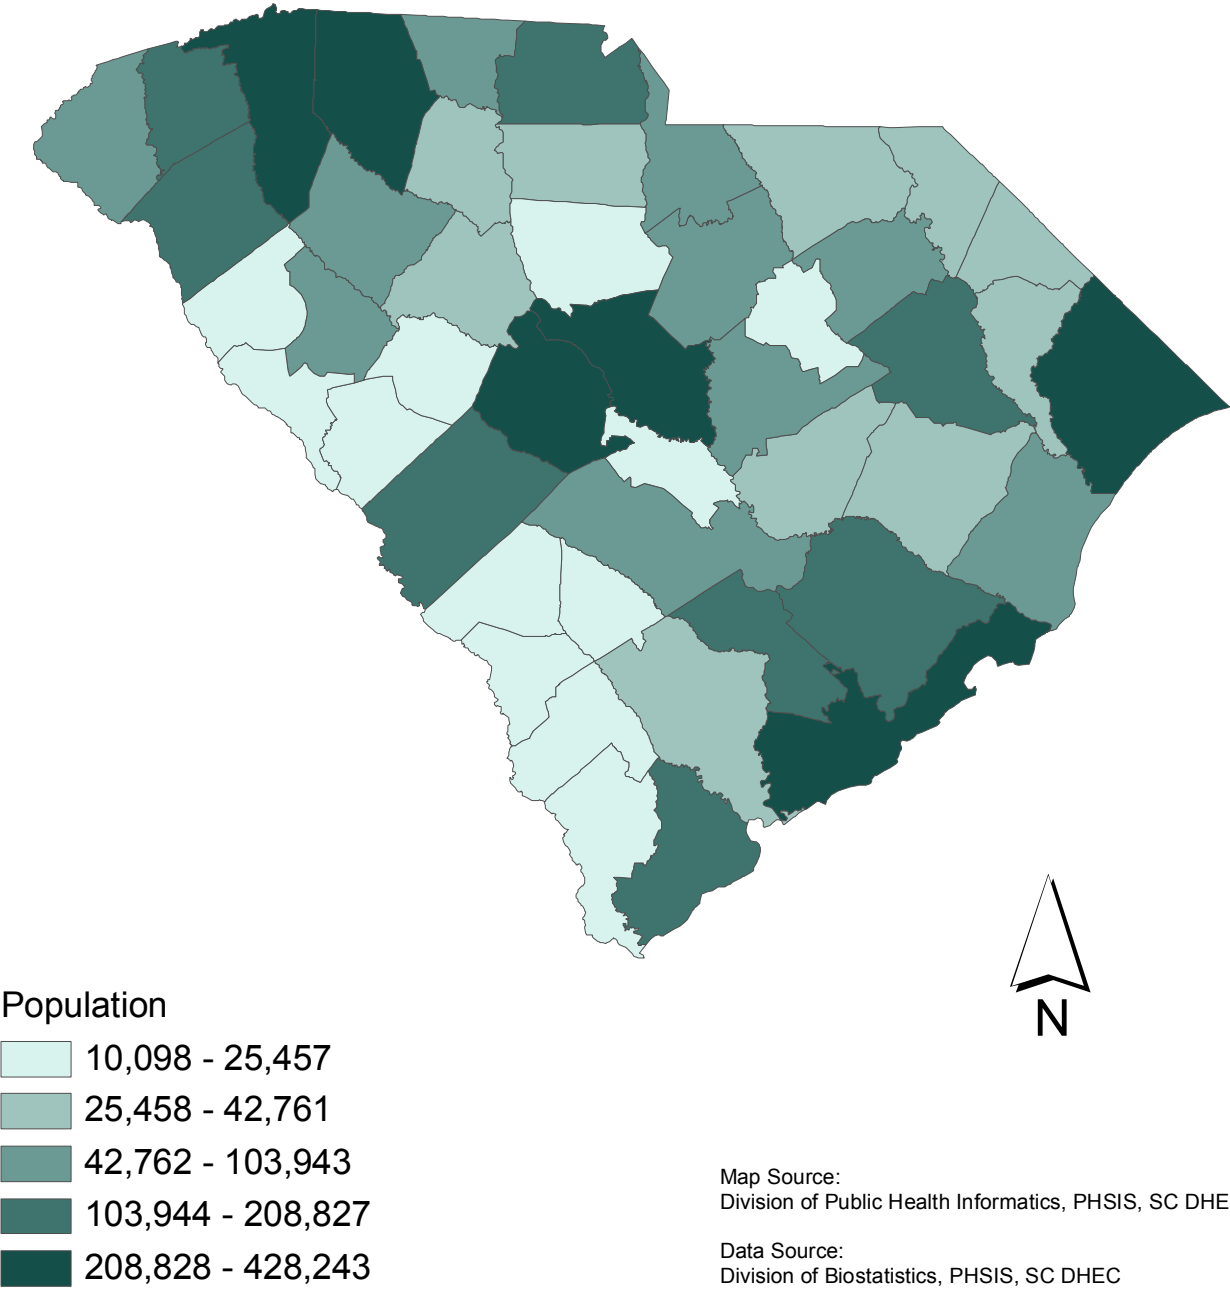 N
Population
10,098 - 25,457
25,458 - 42,761
42,762 - 103,943
103,944 - 208,827
208,828 - 428,243
Map Source:
Division of Public Health Informatics, PHSIS, SC DHE
Data Source:
Division of Biostatistics, PHSIS, SC DHEC